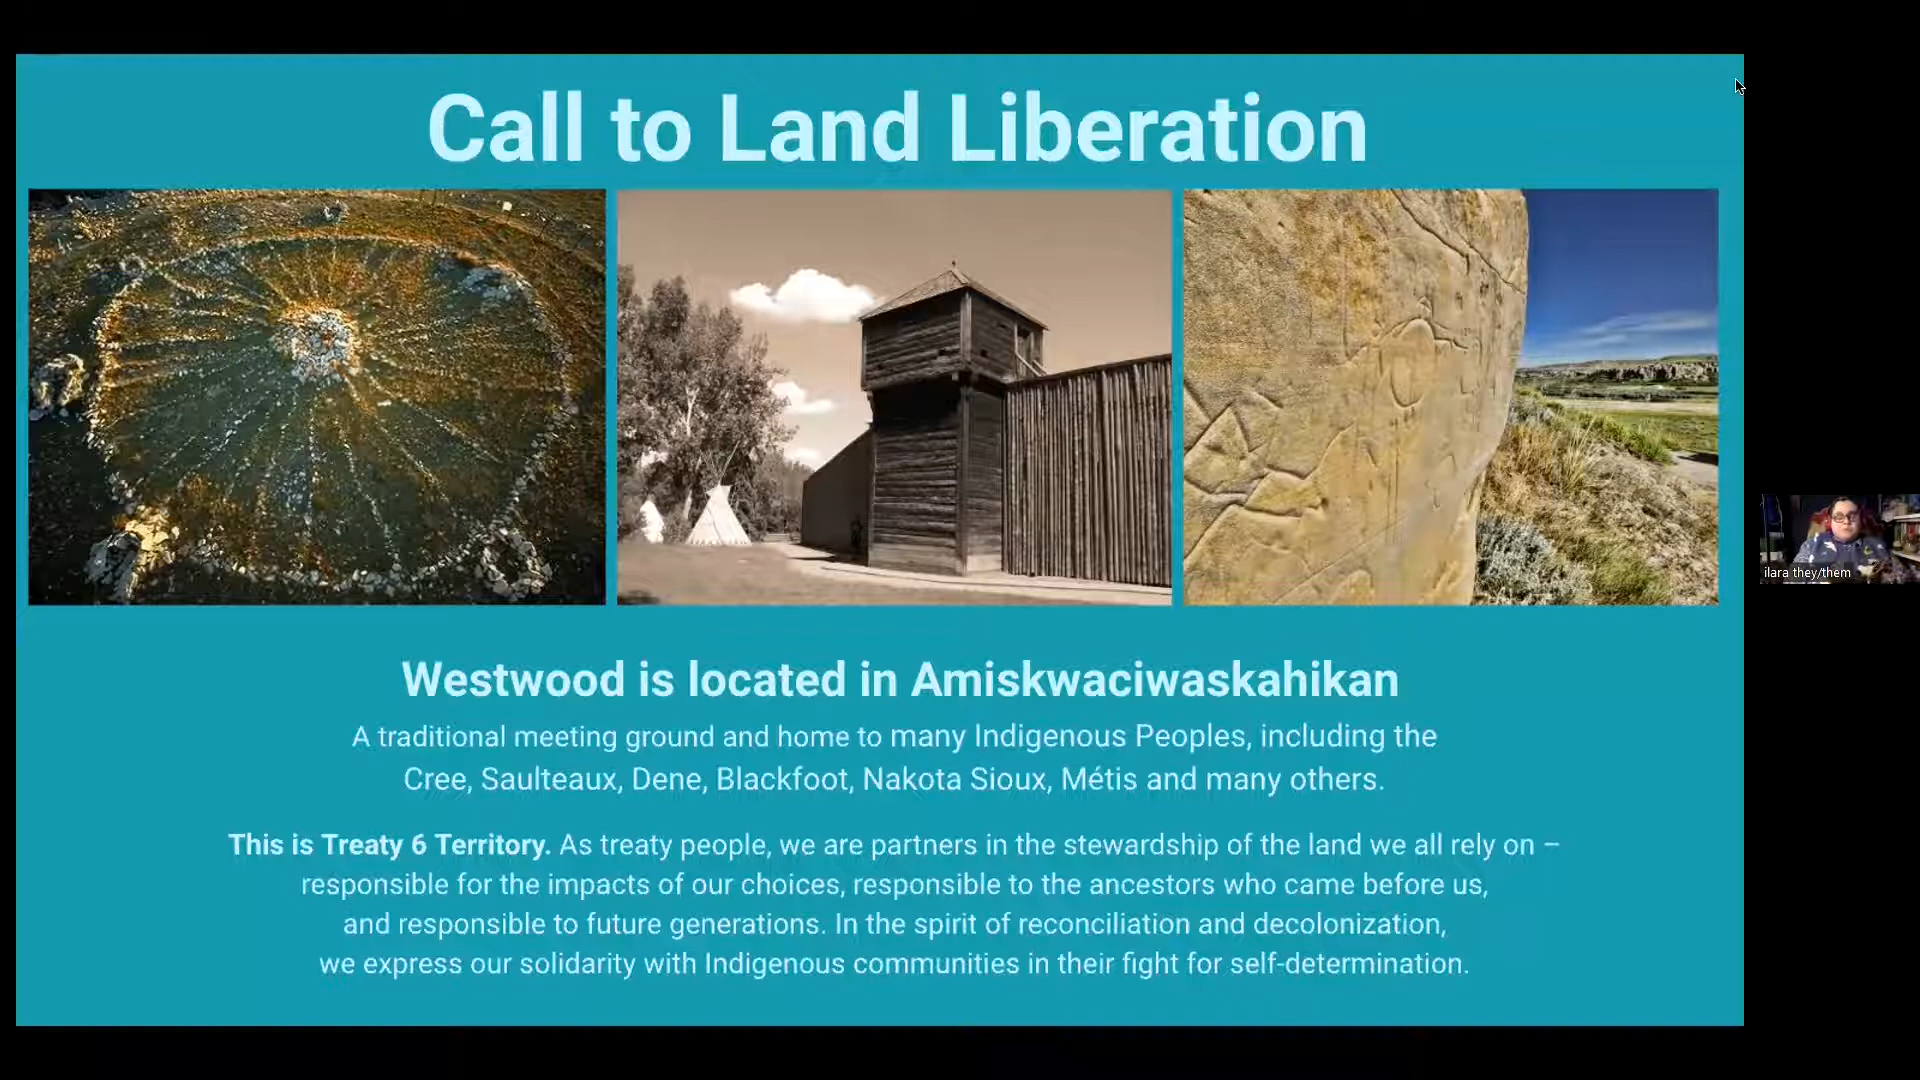 Call to Land Liberation
Westwood is located in Amiskwaciwaskahikan
A traditional meeting ground and home to many Indigenous Peoples, including the
Cree, Saulteaux, Dene, Blackfoot, Nakota Sioux, Métis and many others.
This is Treaty 6 Territory. As treaty people, we are partners in the stewardship of the land we all rely on –
responsible for the impacts of our choices, responsible to the ancestors who came before us,
and responsible to future generations. In the spirit of reconciliation and decolonization,
we express our solidarity with Indigenous communities in their fight for self-determination.
ilara they/them